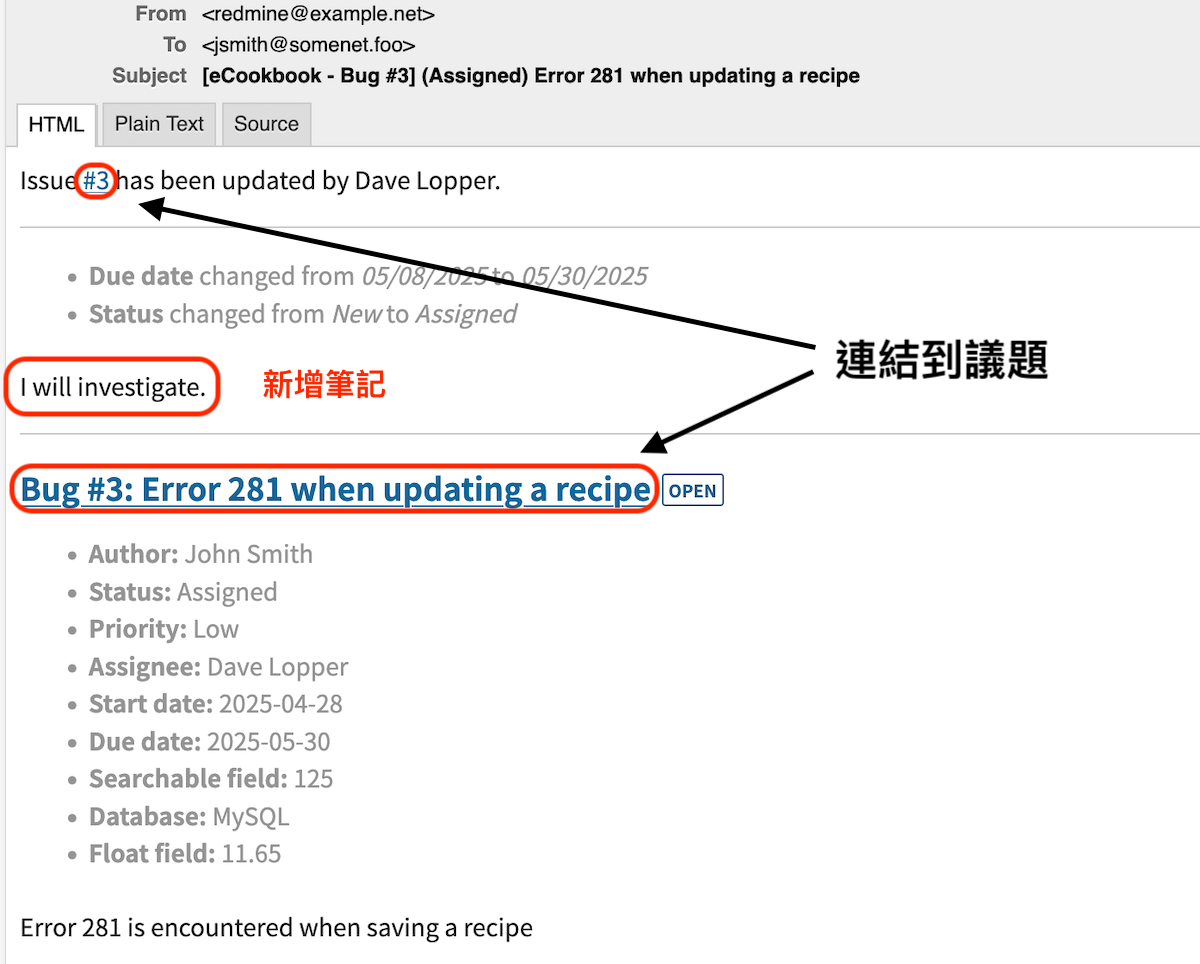 From <redmine@example.net>
To <jsmith@somenet.foo>
Subject [eCookbook - Bug #3] (Assigned) Error 281 when updating a recipe
HTML Plain Text Source
Issue #3 has been updated by Dave Lopper.
• Due date changed from 05/08/2025 to 05/30/2025
• Status changed from New to Assigned
連結到議題
I will investigate. 新增筆記
Bug #3: Error 281 when updating a recipe OPEN
• Author: John Smith
• Status: Assigned
• Priority: Low
• Assignee: Dave Lopper
• Start date: 2025-04-28
• Due date: 2025-05-30
• Searchable field: 125
• Database: MySQL
• Float field: 11.65
Error 281 is encountered when saving a recipe